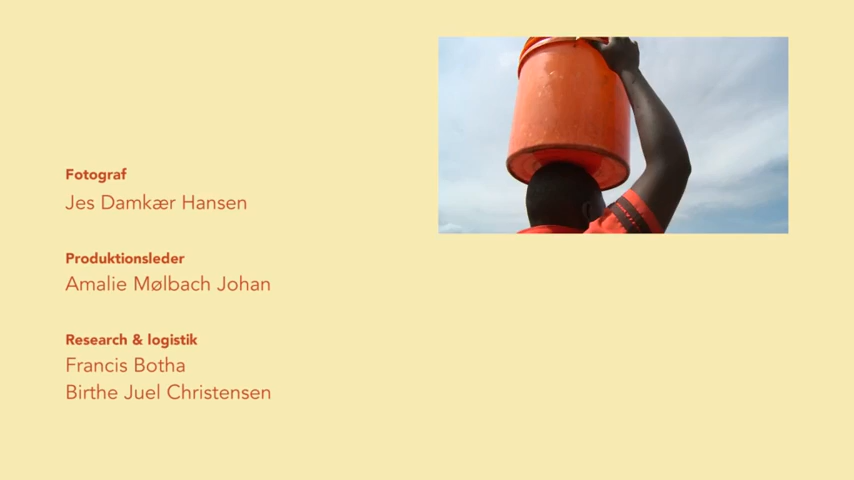 Fotograf
Jes Damkær Hansen
Produktionsleder
Amalie Mølbach Johan
Research & logistik
Francis Botha
Birthe Juel Christensen